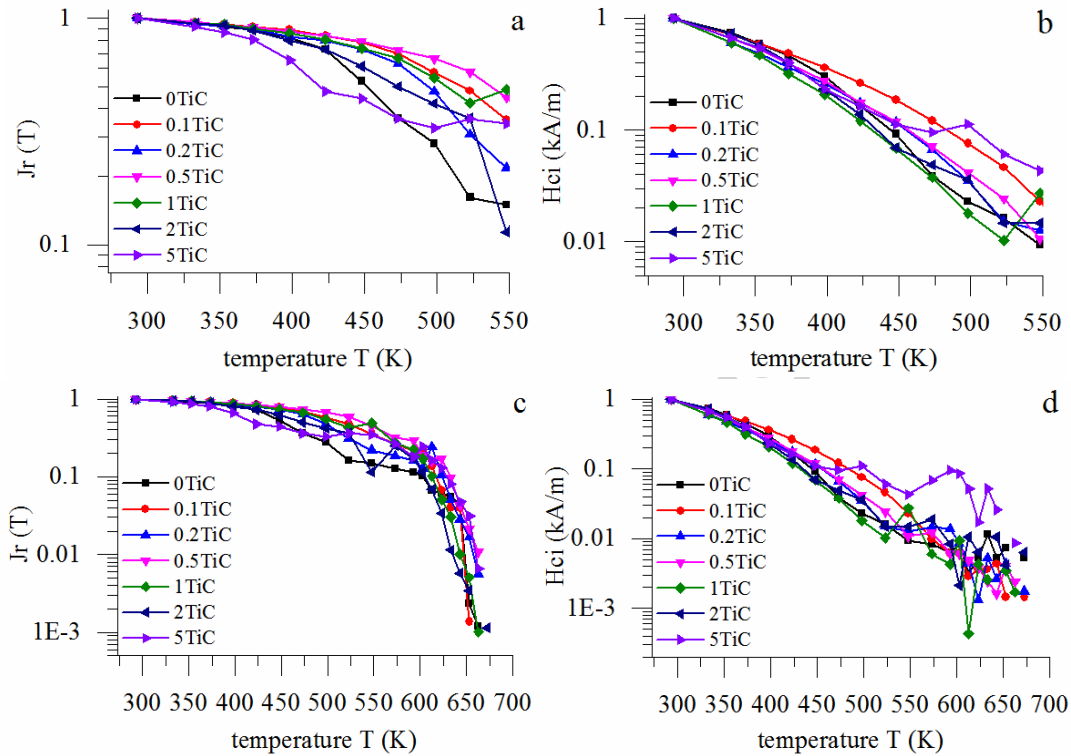 a
1
0.1
Jr (T)
0TiC
0.1TiC
0.2TiC
0.5TiC
1TiC
2TiC
5TiC
300 350 400 450 500 550
temperature T (K)
b
1
0.1
0.01
Hci (kA/m)
0TiC
0.1TiC
0.2TiC
0.5TiC
1TiC
2TiC
5TiC
300 350 400 450 500 550
temperature T (K)
c
1
0.1
0.01
1E-3
Jr (T)
0TiC
0.1TiC
0.2TiC
0.5TiC
1TiC
2TiC
5TiC
300 350 400 450 500 550 600 650 700
temperature T (K)
d
1
0.1
0.01
1E-3
Hci (kA/m)
0TiC
0.1TiC
0.2TiC
0.5TiC
1TiC
2TiC
5TiC
300 350 400 450 500 550 600 650 700
temperature T (K)